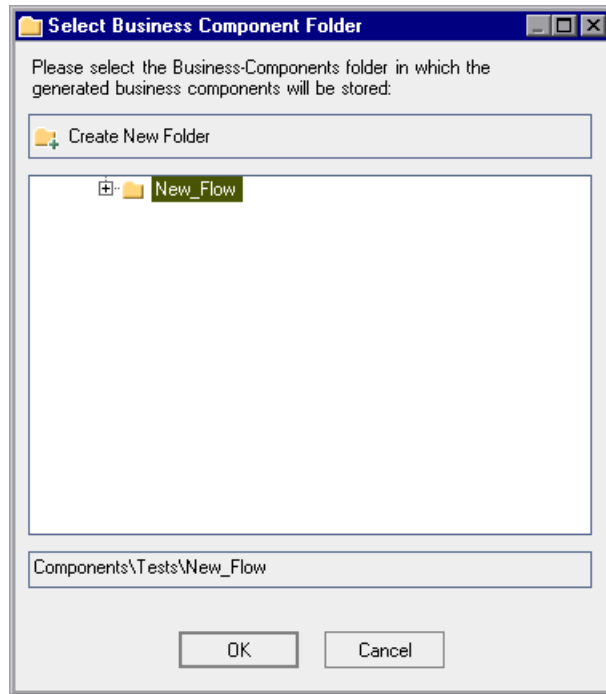 Select Business Component Folder
Please select the Business-Components folder in which the
generated business components will be stored:
Create New Folder
New_Flow
Components\Tests\New_Flow
OK
Cancel